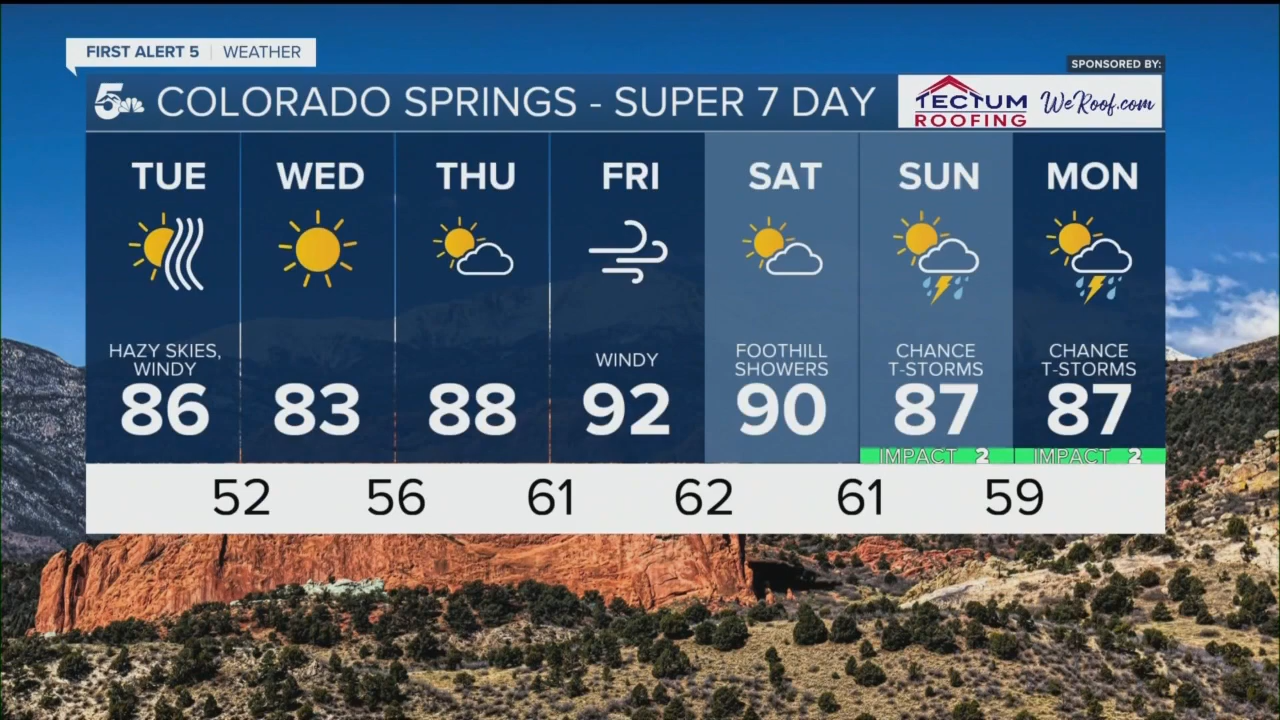 FIRST ALERT 5 | WEATHER
SPONSORED BY:
5 COLORADO SPRINGS - SUPER 7 DAY
TECTUM
ROOFING
WeRoof.com
TUE WED THU FRI SAT SUN MON
HAZY SKIES,
WINDY
WINDY
FOOTHILL
SHOWERS
CHANCE
T-STORMS
CHANCE
T-STORMS
86 83 88 92 90 87 87
IMPACT 2 IMPACT 2
52 56 61 62 61 59